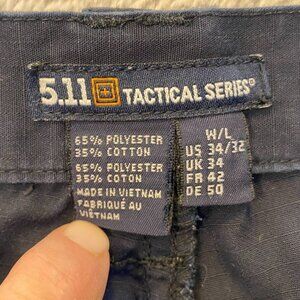 5.11 TACTICAL SERIES®
65% POLYESTER
35% COTTON
65% POLYESTER
35% COTON
MADE IN VIETNAM
FABRIQUÉ AU
VIÊTNAM
W/L
US 34/32
UK 34
FR 42
DE 50